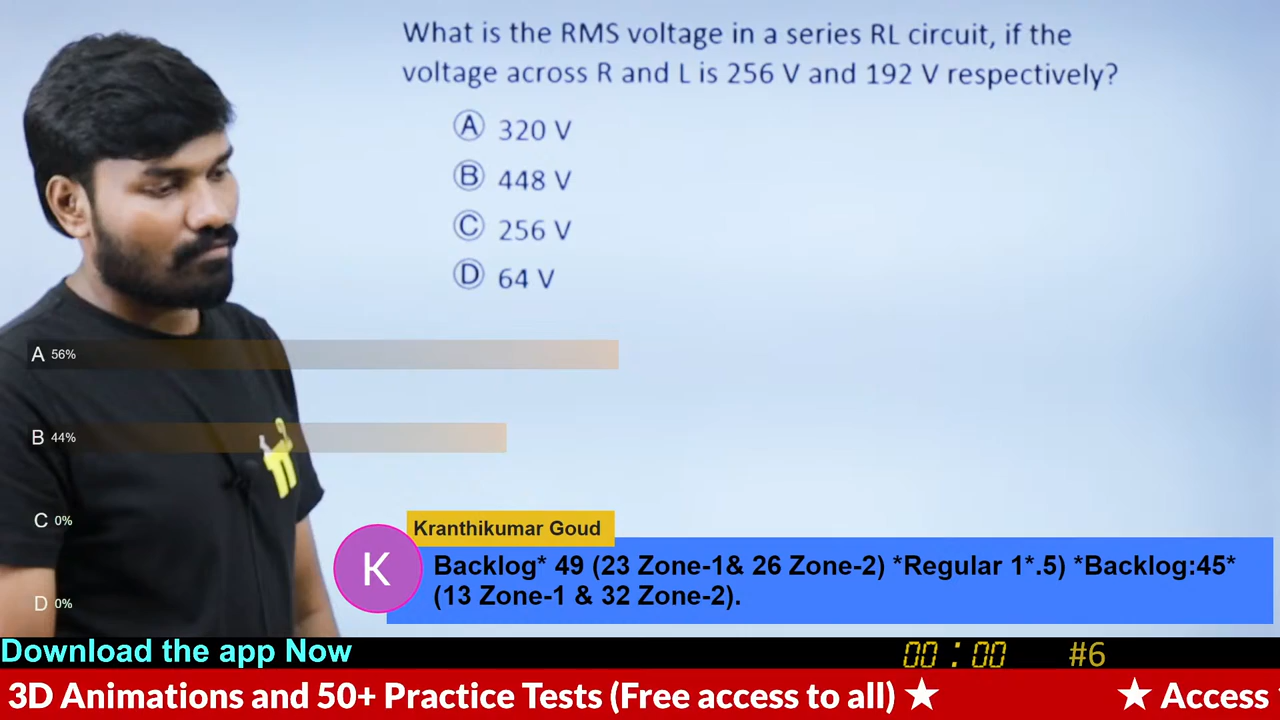 What is the RMS voltage in a series RL circuit, if the
voltage across R and L is 256 V and 192 V respectively?
Ⓐ 320 V
Ⓑ 448 V
Ⓒ 256 V
Ⓓ 64 V
A 56%
B 44%
C 0%
D 0%
Kranthikumar Goud
K
Backlog* 49 (23 Zone-1& 26 Zone-2) *Regular 1*.5) *Backlog:45*
(13 Zone-1 & 32 Zone-2).
Download the app Now
00:00 #6
3D Animations and 50+ Practice Tests (Free access to all) ★ ★ Access